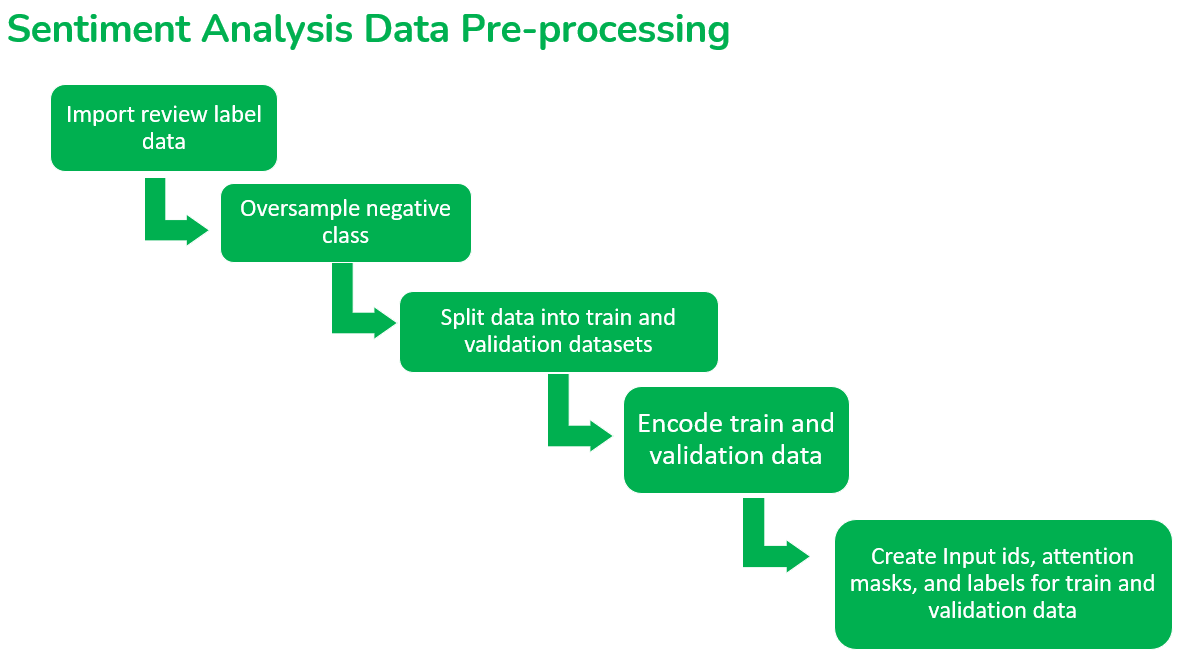 Sentiment Analysis Data Pre-processing
Import review label
data
Oversample negative
class
Split data into train and
validation datasets
Encode train and
validation data
Create Input ids, attention
masks, and labels for train and
validation data